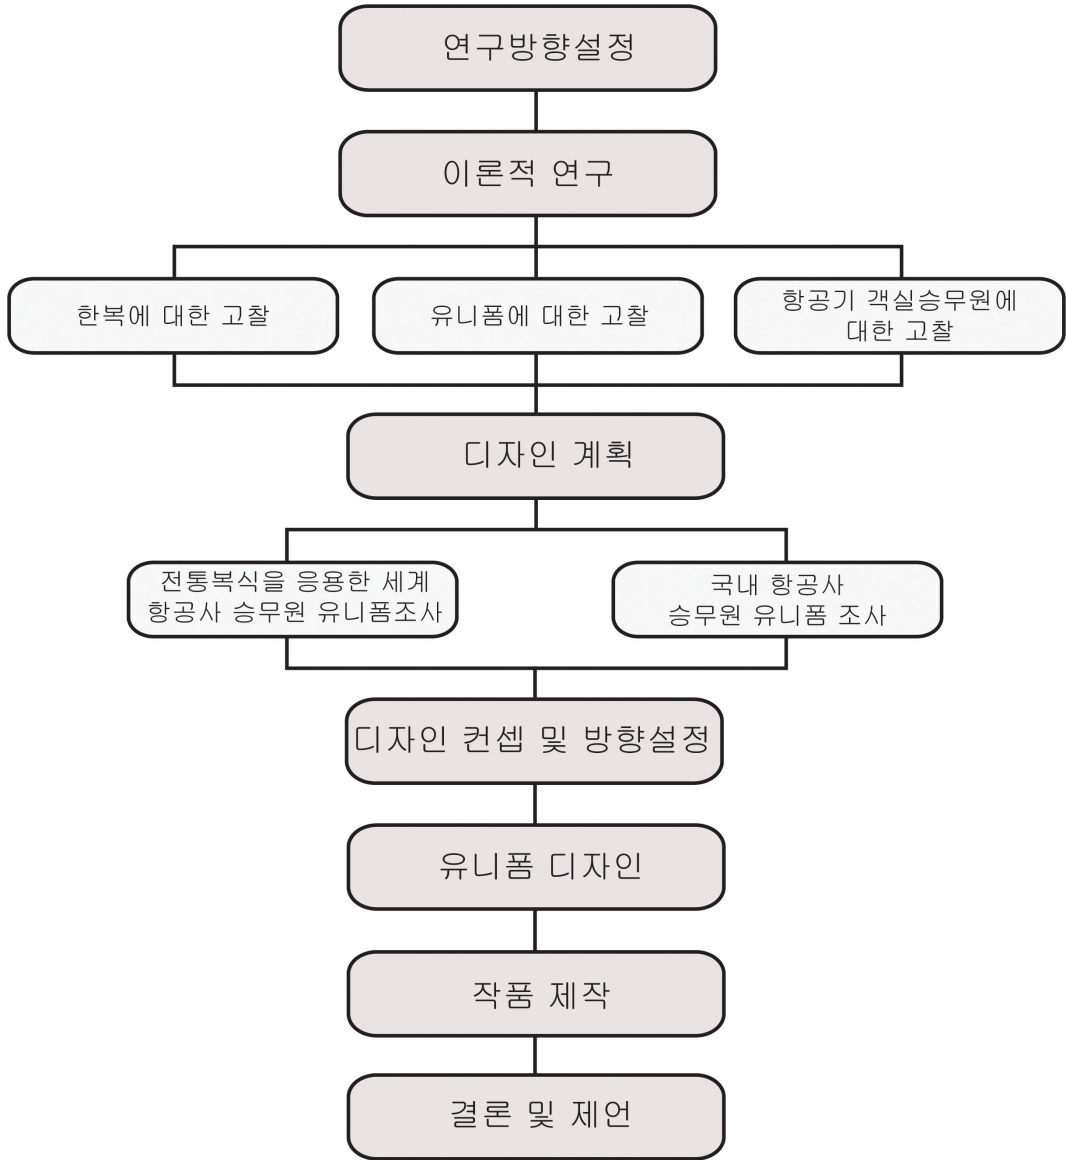 연구방향설정
이론적 연구
한복에 대한 고찰
유니폼에 대한 고찰
항공기 객실승무원에
대한 고찰
디자인 계획
전통복식을 응용한 세계
항공사 승무원 유니폼조사
국내 항공사
승무원 유니폼 조사
디자인 컨셉 및 방향설정
유니폼 디자인
작품 제작
결론 및 제언